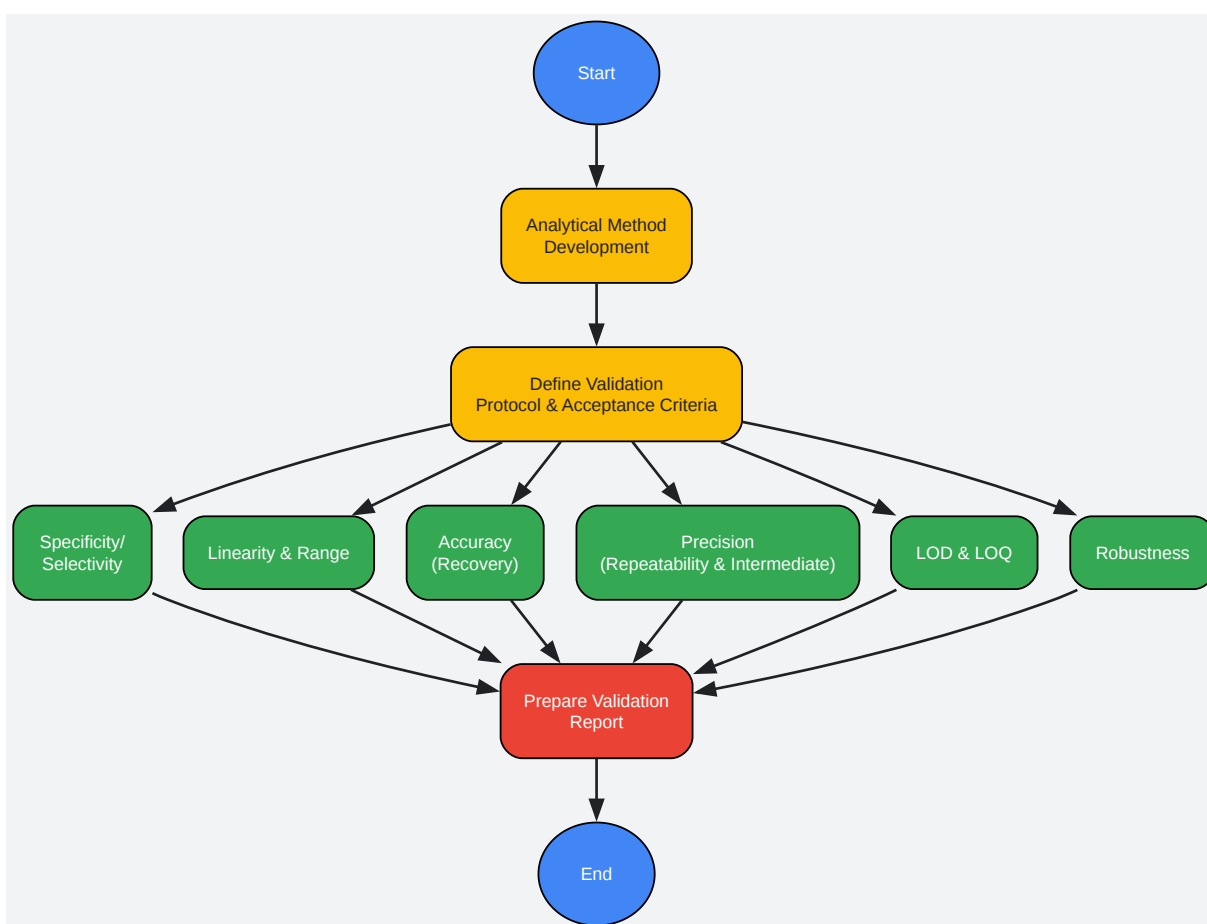 Start
Analytical Method
Development
Define Validation
Protocol & Acceptance Criteria
Specificity/
Selectivity
Linearity & Range
Accuracy
(Recovery)
Precision
(Repeatability & Intermediate)
LOD & LOQ
Robustness
Prepare Validation
Report
End